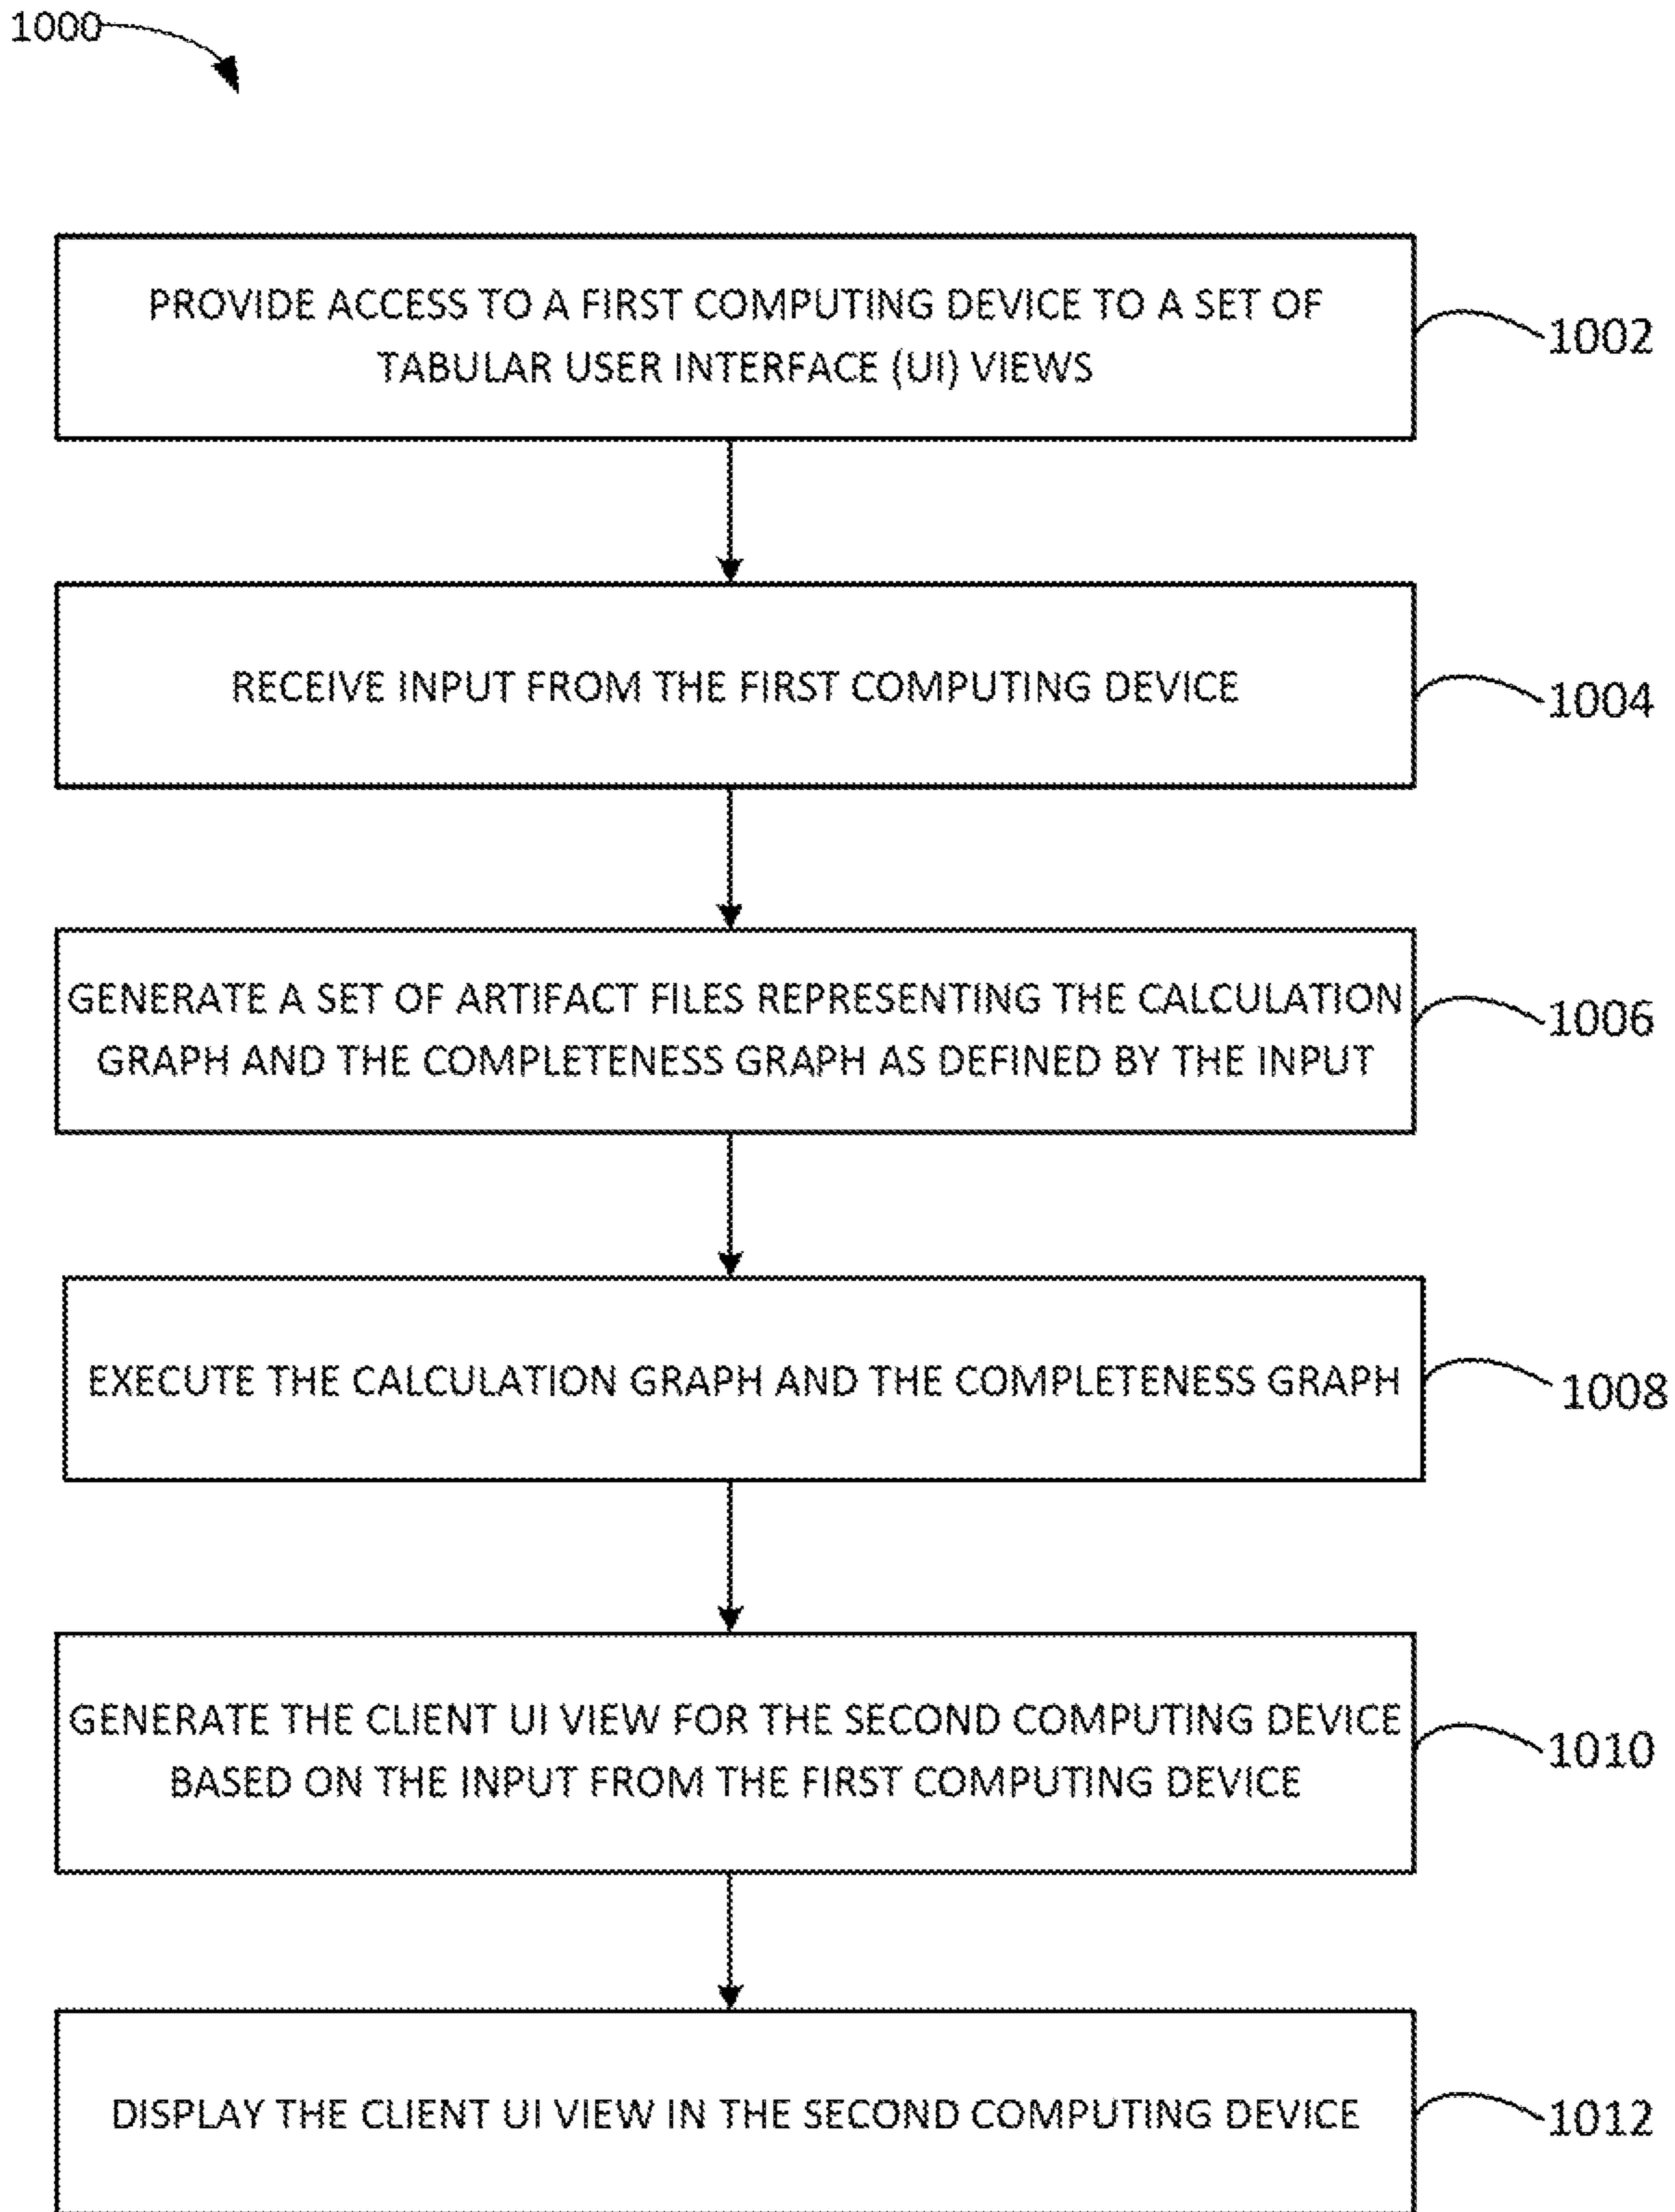 1000
PROVIDE ACCESS TO A FIRST COMPUTING DEVICE TO A SET OF
TABULAR USER INTERFACE (UI) VIEWS
1002
RECEIVE INPUT FROM THE FIRST COMPUTING DEVICE
1004
GENERATE A SET OF ARTIFACT FILES REPRESENTING THE CALCULATION
GRAPH AND THE COMPLETENESS GRAPH AS DEFINED BY THE INPUT
1006
EXECUTE THE CALCULATION GRAPH AND THE COMPLETENESS GRAPH
1008
GENERATE THE CLIENT UI VIEW FOR THE SECOND COMPUTING DEVICE
BASED ON THE INPUT FROM THE FIRST COMPUTING DEVICE
1010
DISPLAY THE CLIENT UI VIEW IN THE SECOND COMPUTING DEVICE
1012